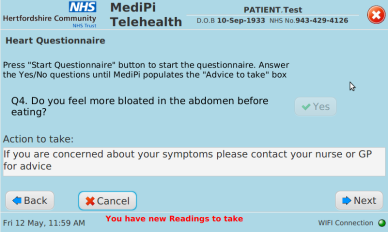 NHS
Hertfordshire Community
NHS Trust
MediPi
Telehealth
PATIENT.Test
D.O.B 10-Sep-1933 NHS No.943-429-4126
Heart Questionnaire
Press "Start Questionnaire" button to start the questionnaire. Answer
the Yes/No questions until MediPi populates the "Advice to take" box
Q4. Do you feel more bloated in the abdomen before
eating?
Yes
Action to take:
If you are concerned about your symptoms please contact your nurse or GP
for advice
Back
Cancel
Next
Fri 12 May, 11:59 AM
You have new Readings to take
WIFI Connection